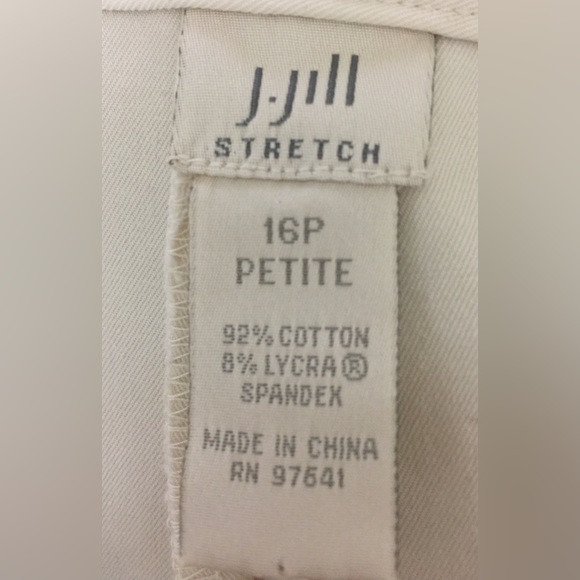 J.Jill
STRETCH
16P
PETITE
92% COTTON
8% LYCRA®
SPANDEX
MADE IN CHINA
RN 97641